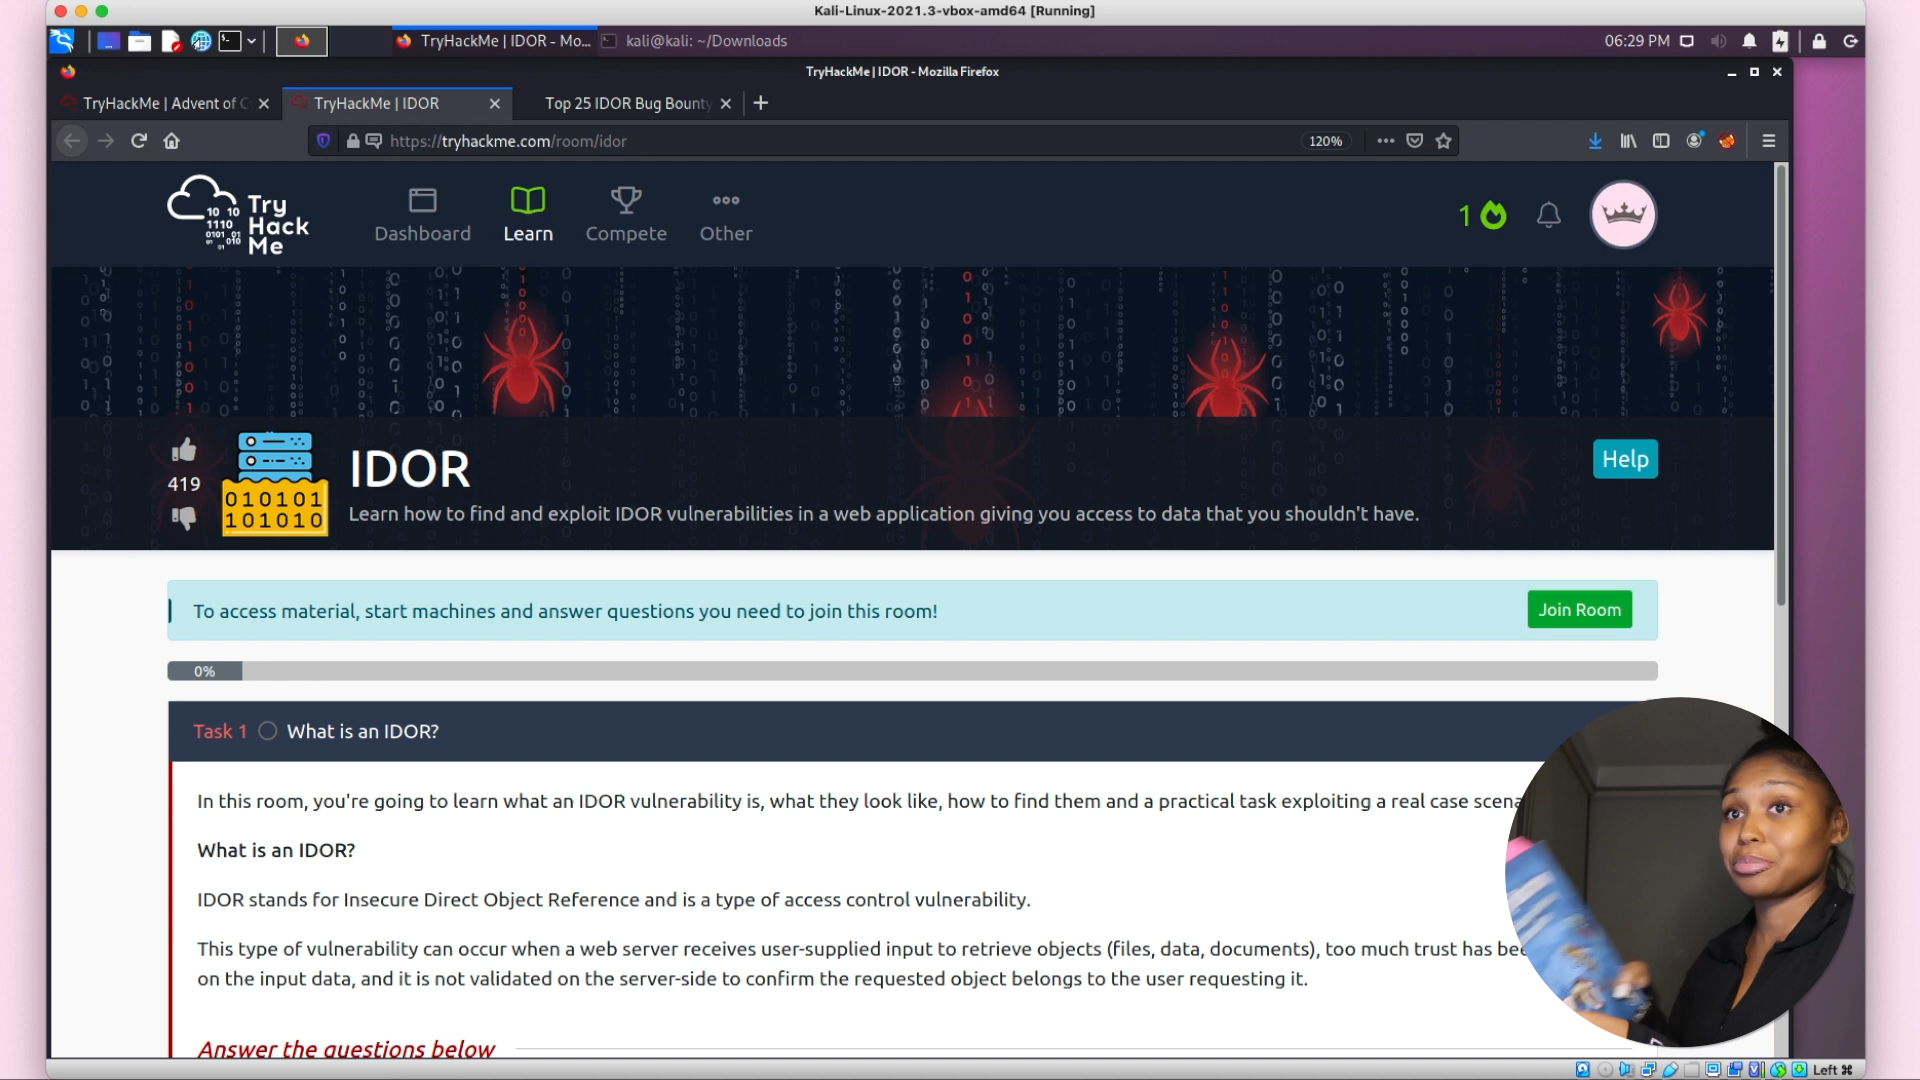 Kali-Linux-2021.3-vbox-amd64 [Running]
TryHackMe | IDOR - Mo...
kali@kali: ~/Downloads
06:29 PM
TryHackMe | IDOR - Mozilla Firefox
TryHackMe | Advent of C
TryHackMe | IDOR
Top 25 IDOR Bug Bounty
https://tryhackme.com/room/idor
120%
Try
Hack
Me
Dashboard
Learn
Compete
Other
1
419
010101
101010
IDOR
Help
Learn how to find and exploit IDOR vulnerabilities in a web application giving you access to data that you shouldn't have.
To access material, start machines and answer questions you need to join this room!
Join Room
0%
Task 1
What is an IDOR?
In this room, you're going to learn what an IDOR vulnerability is, what they look like, how to find them and a practical task exploiting a real case scena
What is an IDOR?
IDOR stands for Insecure Direct Object Reference and is a type of access control vulnerability.
This type of vulnerability can occur when a web server receives user-supplied input to retrieve objects (files, data, documents), too much trust has bee
on the input data, and it is not validated on the server-side to confirm the requested object belongs to the user requesting it.
Answer the questions below
Left ⌘